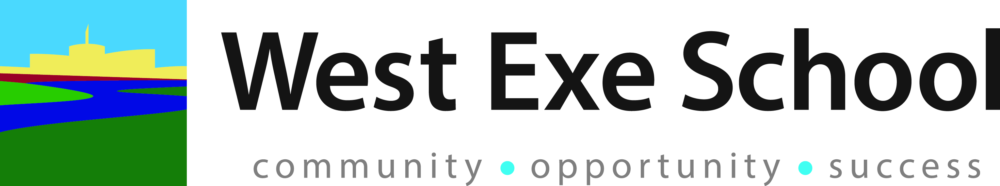 West Exe School
community • opportunity • success